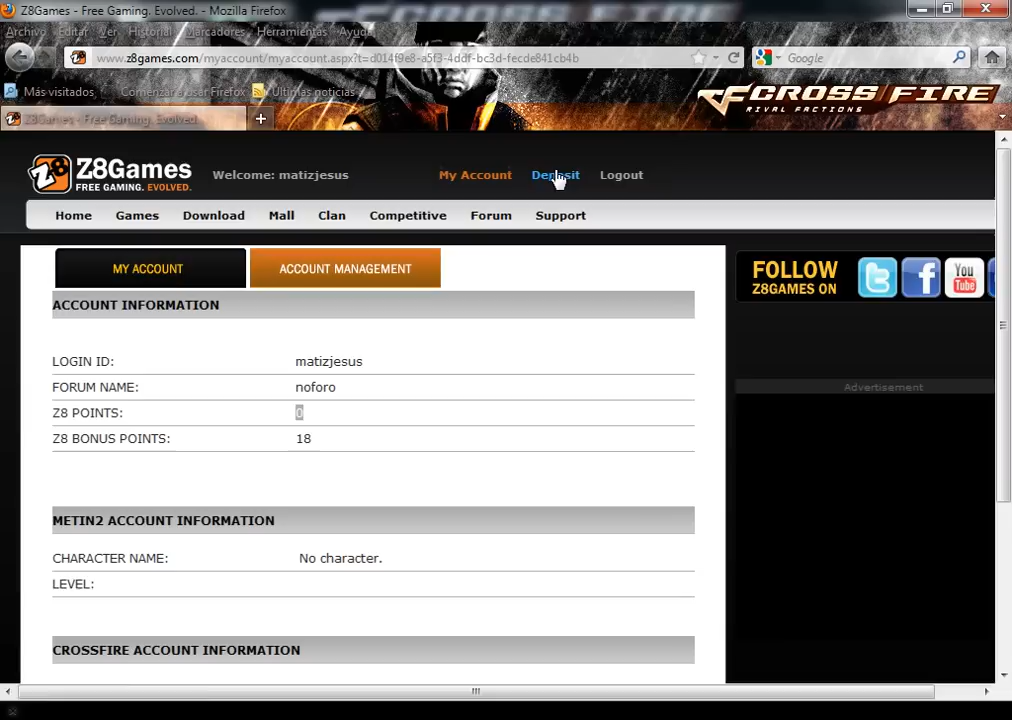 Z8Games - Free Gaming. Evolved. - Mozilla Firefox
Archivo Editar Ver Historial Marcadores Herramientas Ayuda
www.z8games.com/myaccount/myaccount.aspx?t=d014f9e8-a5f3-4ddf-bc3d-fecde841cb4b
Google
Más visitados Comenzar a usar Firefox Últimas noticias
CROSS FIRE
RIVAL FACTIONS
Z8Games - Free Gaming. Evolved.
Z8Games
FREE GAMING. EVOLVED.
Welcome: matizjesus
My Account Deposit Logout
Home Games Download Mall Clan Competitive Forum Support
MY ACCOUNT ACCOUNT MANAGEMENT
FOLLOW
Z8GAMES ON
You
Tube
ACCOUNT INFORMATION
LOGIN ID: matizjesus
FORUM NAME: noforo
Z8 POINTS: 0
Z8 BONUS POINTS: 18
Advertisement
METIN2 ACCOUNT INFORMATION
CHARACTER NAME: No character.
LEVEL:
CROSSFIRE ACCOUNT INFORMATION